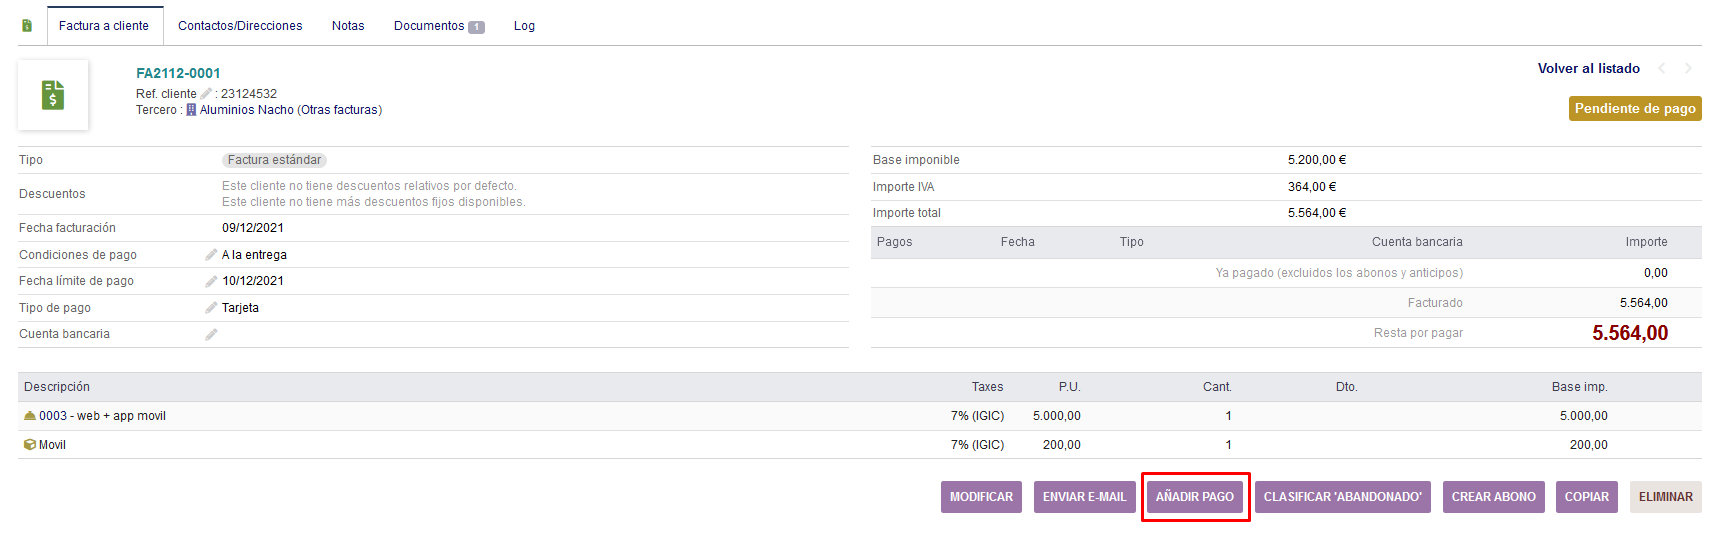 Factura a cliente Contactos/Direcciones Notas Documentos 1 Log
FA2112-0001
Ref. cliente : 23124532
Tercero : Aluminios Nacho (Otras facturas)
Volver al listado
Pendiente de pago
Tipo Factura estándar
Descuentos Este cliente no tiene descuentos relativos por defecto.
Este cliente no tiene más descuentos fijos disponibles.
Fecha facturación 09/12/2021
Condiciones de pago A la entrega
Fecha límite de pago 10/12/2021
Tipo de pago Tarjeta
Cuenta bancaria
Base imponible 5.200,00 €
Importe IVA 364,00 €
Importe total 5.564,00 €
Pagos Fecha Tipo Cuenta bancaria Importe
Ya pagado (excluidos los abonos y anticipos) 0,00
Facturado 5.564,00
Resta por pagar 5.564,00
Descripción Taxes P.U. Cant. Dto. Base imp.
0003 - web + app movil 7% (IGIC) 5.000,00 1 5.000,00
Movil 7% (IGIC) 200,00 1 200,00
MODIFICAR ENVIAR E-MAIL AÑADIR PAGO CLASIFICAR 'ABANDONADO' CREAR ABONO COPIAR ELIMINAR